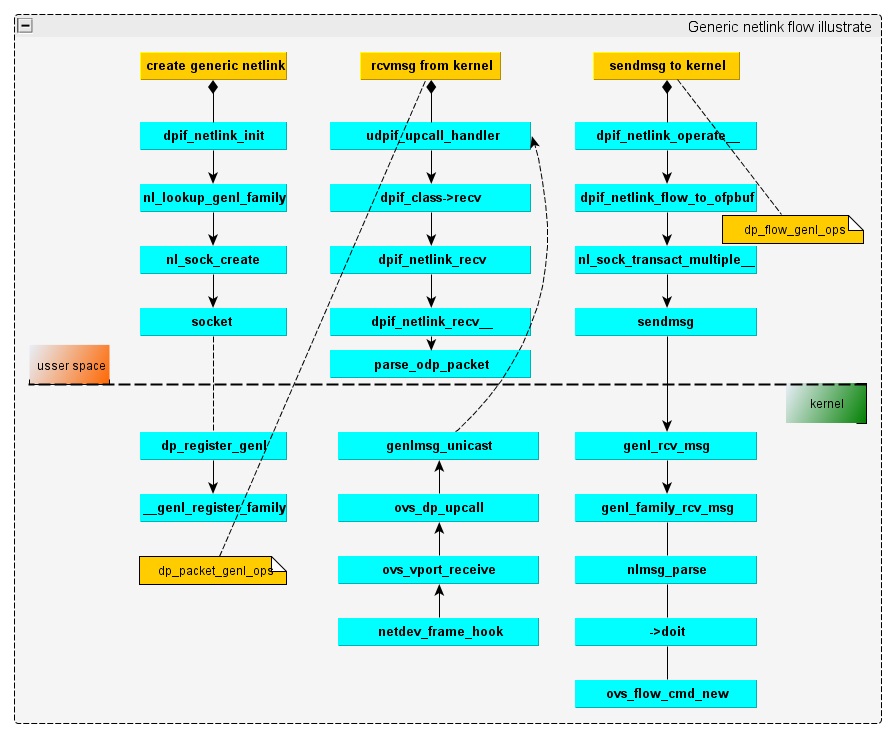 Generic netlink flow illustrate
create generic netlink
dpif_netlink_init
nl_lookup_genl_family
nl_sock_create
socket
rcvmsg from kernel
udpif_upcall_handler
dpif_class->recv
dpif_netlink_recv
dpif_netlink_recv__
parse_odp_packet
sendmsg to kernel
dpif_netlink_operate__
dpif_netlink_flow_to_ofpbuf
dp_flow_genl_ops
nl_sock_transact_multiple__
sendmsg
usser space
kernel
dp_register_genl
__genl_register_family
dp_packet_genl_ops
genlmsg_unicast
ovs_dp_upcall
ovs_vport_receive
netdev_frame_hook
genl_rcv_msg
genl_family_rcv_msg
nlmsg_parse
->doit
ovs_flow_cmd_new